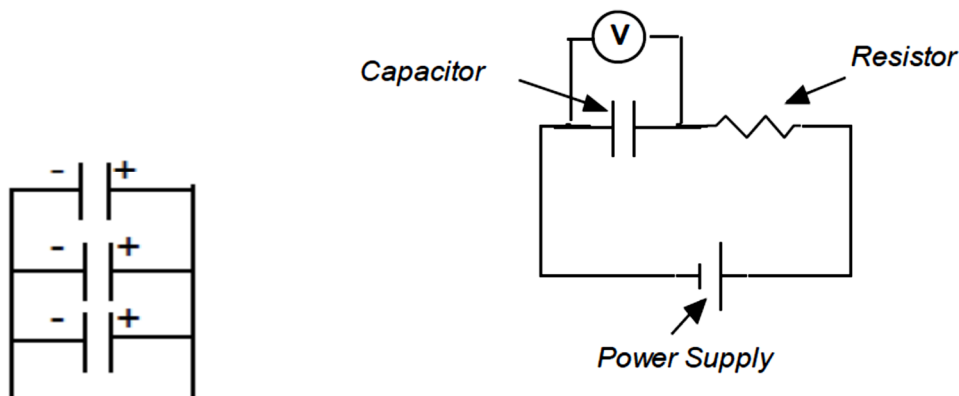 V
Capacitor
Resistor
- +
- +
- +
Power Supply